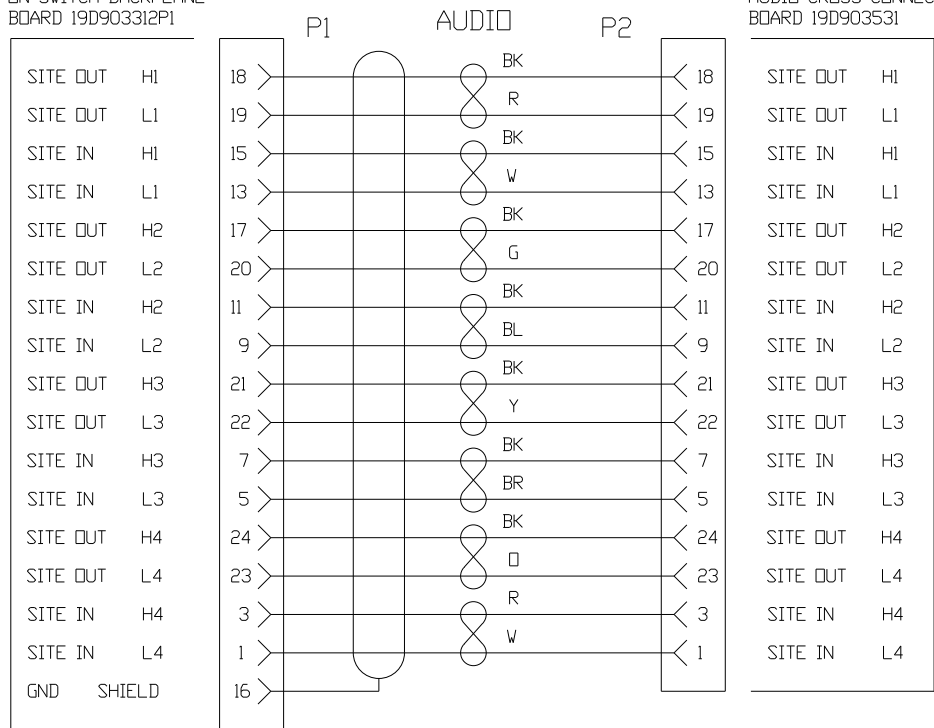 BOARD 19D903312P1
P1
AUDIO
P2
BOARD 19D903531
SITE OUT H1 18 BK 18 SITE OUT H1
SITE OUT L1 19 R 19 SITE OUT L1
SITE IN H1 15 BK 15 SITE IN H1
SITE IN L1 13 W 13 SITE IN L1
SITE OUT H2 17 BK 17 SITE OUT H2
SITE OUT L2 20 G 20 SITE OUT L2
SITE IN H2 11 BK 11 SITE IN H2
SITE IN L2 9 BL 9 SITE IN L2
SITE OUT H3 21 BK 21 SITE OUT H3
SITE OUT L3 22 Y 22 SITE OUT L3
SITE IN H3 7 BK 7 SITE IN H3
SITE IN L3 5 BR 5 SITE IN L3
SITE OUT H4 24 BK 24 SITE OUT H4
SITE OUT L4 23 O 23 SITE OUT L4
SITE IN H4 3 R 3 SITE IN H4
SITE IN L4 1 W 1 SITE IN L4
GND SHIELD 16